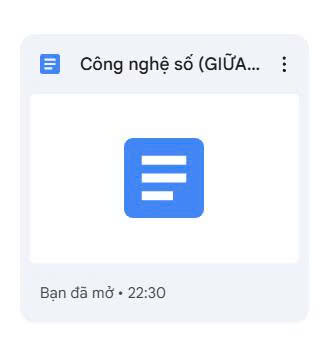 Công nghệ số (GIỮA...
Bạn đã mở • 22:30